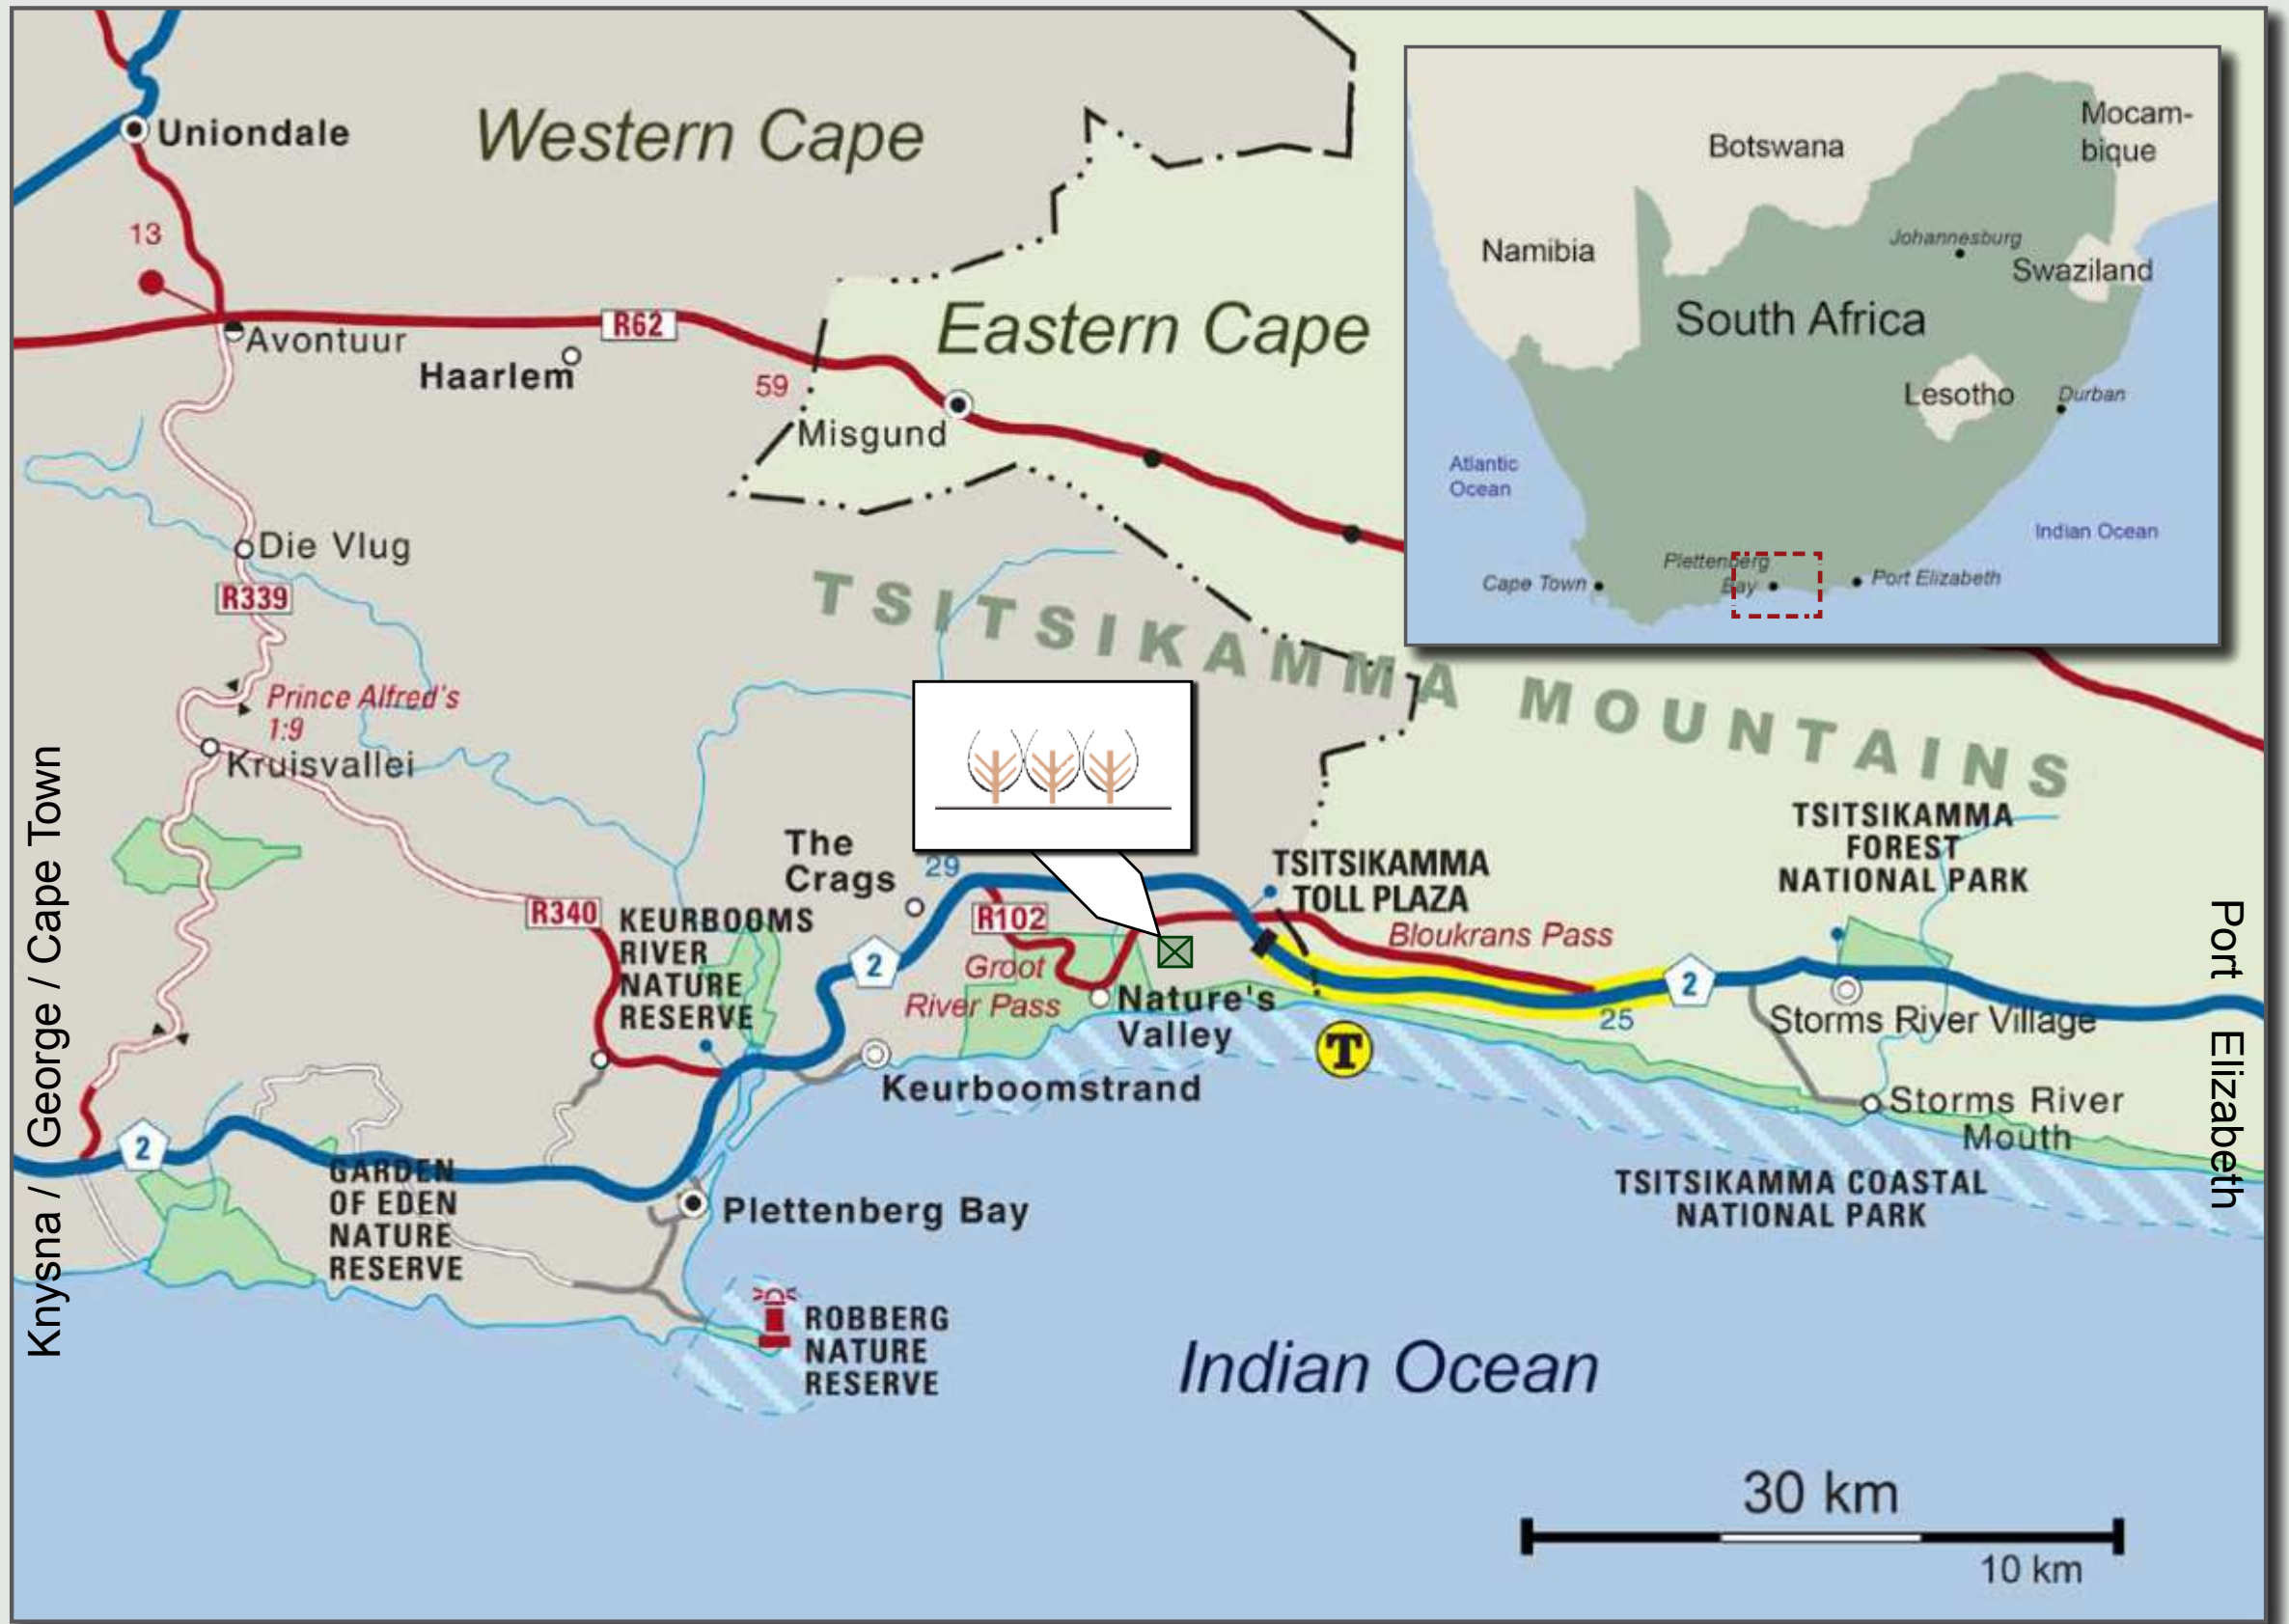 Uniondale
Western Cape
13
Avontuur
Haarlem
R62
59
Eastern Cape
Misgund
Die Vlug
R339
Prince Alfred's
1:9
Kruisvallei
TSITSIKAMMA MOUNTAINS
Botswana
Mocam-
bique
Namibia
Johannesburg
Swaziland
South Africa
Lesotho
Durban
Atlantic
Ocean
Indian Ocean
Plettenberg
Bay
Cape Town
Port Elizabeth
Knysna / George / Cape Town
The
Crags
29
R340
KEURBOOMS
RIVER
NATURE
RESERVE
2
R102
Groot
River Pass
Nature's
Valley
Keurboomstrand
TSITSIKAMMA
TOLL PLAZA
Bloukrans Pass
T
2
25
TSITSIKAMMA
FOREST
NATIONAL PARK
Storms River Village
Storms River
Mouth
TSITSIKAMMA COASTAL
NATIONAL PARK
Port Elizabeth
2
GARDEN
OF EDEN
NATURE
RESERVE
Plettenberg Bay
ROBBERG
NATURE
RESERVE
Indian Ocean
30 km
10 km